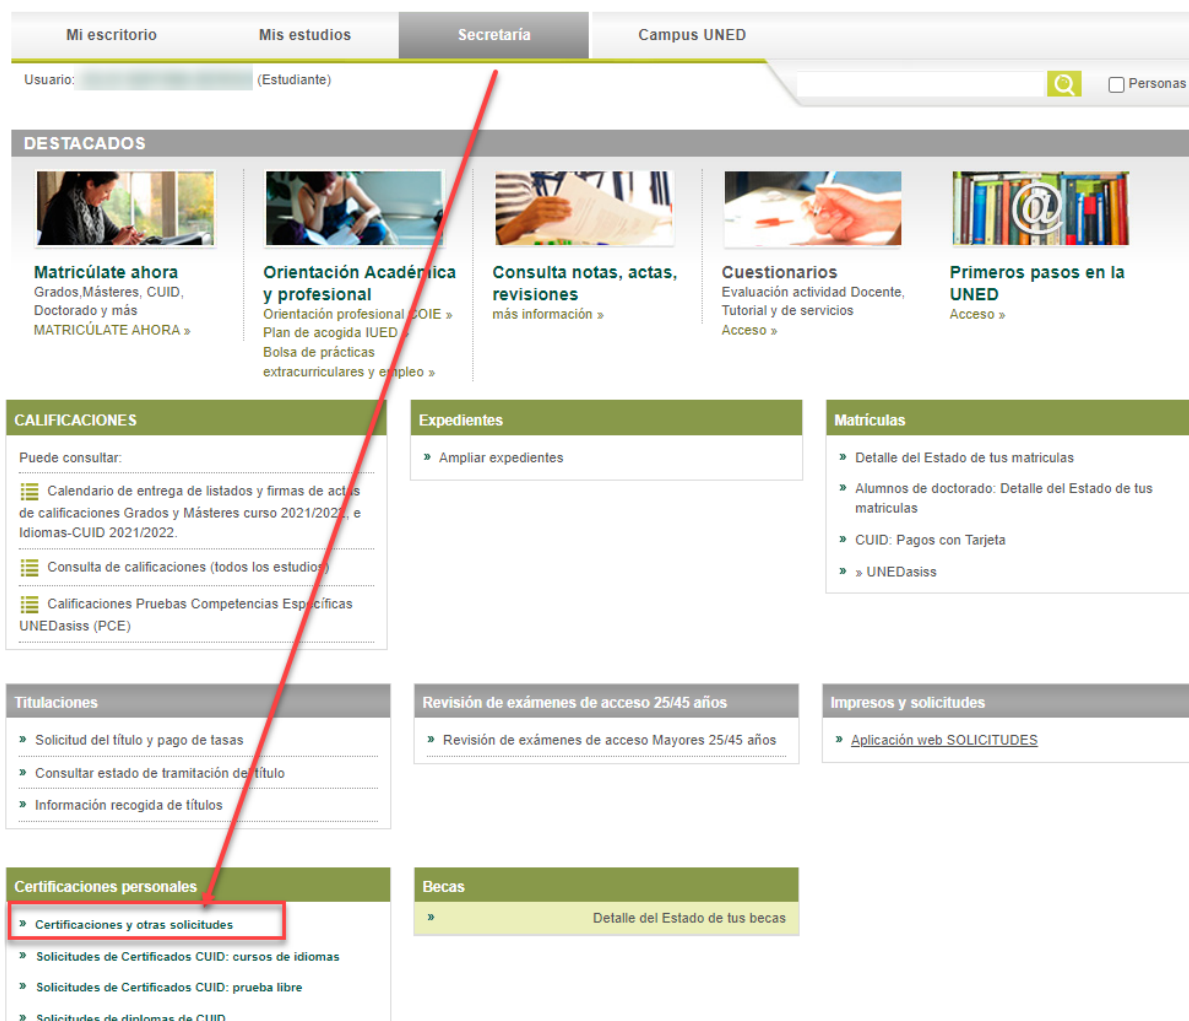 Mi escritorio
Mis estudios
Secretaría
Campus UNED
Usuario:
(Estudiante)
Personas
DESTACADOS
Matricúlate ahora
Grados,Másteres, CUID,
Doctorado y más
MATRICÚLATE AHORA »
Orientación Académica
y profesional
Orientación profesional COIE »
Plan de acogida IUED »
Bolsa de prácticas
extracurriculares y empleo »
Consulta notas, actas,
revisiones
más información »
Cuestionarios
Evaluación actividad Docente,
Tutorial y de servicios
Acceso »
@
Primeros pasos en la
UNED
Acceso »
CALIFICACIONES
Puede consultar:
Calendario de entrega de listados y firmas de actas
de calificaciones Grados y Másteres curso 2021/2022, e
Idiomas-CUID 2021/2022.
Consulta de calificaciones (todos los estudios)
Calificaciones Pruebas Competencias Específicas
UNEDasiss (PCE)
Expedientes
» Ampliar expedientes
Matrículas
» Detalle del Estado de tus matriculas
» Alumnos de doctorado: Detalle del Estado de tus
matriculas
» CUID: Pagos con Tarjeta
» » UNEDasiss
Titulaciones
» Solicitud del título y pago de tasas
» Consultar estado de tramitación del título
» Información recogida de títulos
Revisión de exámenes de acceso 25/45 años
» Revisión de exámenes de acceso Mayores 25/45 años
Impresos y solicitudes
» Aplicación web SOLICITUDES
Certificaciones personales
» Certificaciones y otras solicitudes
» Solicitudes de Certificados CUID: cursos de idiomas
» Solicitudes de Certificados CUID: prueba libre
» Solicitudes de diplomas de CUID
Becas
» Detalle del Estado de tus becas